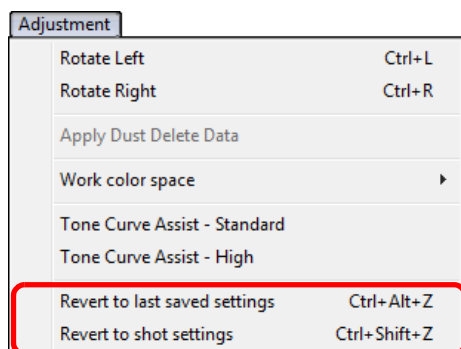 Adjustment
Rotate Left Ctrl+L
Rotate Right Ctrl+R
Apply Dust Delete Data
Work color space
Tone Curve Assist - Standard
Tone Curve Assist - High
Revert to last saved settings Ctrl+Alt+Z
Revert to shot settings Ctrl+Shift+Z